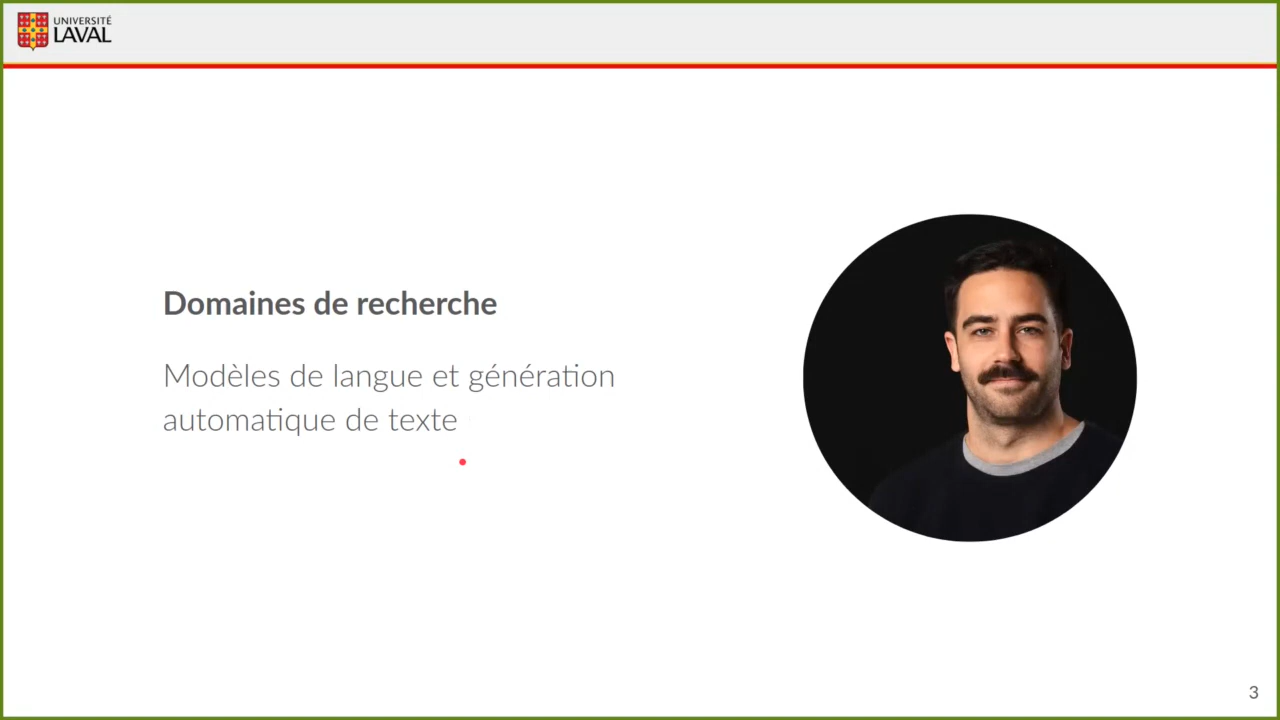 UNIVERSITÉ
LAVAL
Domaines de recherche
Modèles de langue et génération
automatique de texte
3